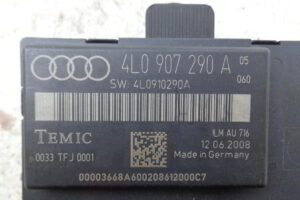 4L0 907 290 A 05
060
SW: 4L0910290A
TEMIC
ILM AU 716
12.06.2008
0033 TFJ 0001
Made in Germany
00003668A600208612000C7